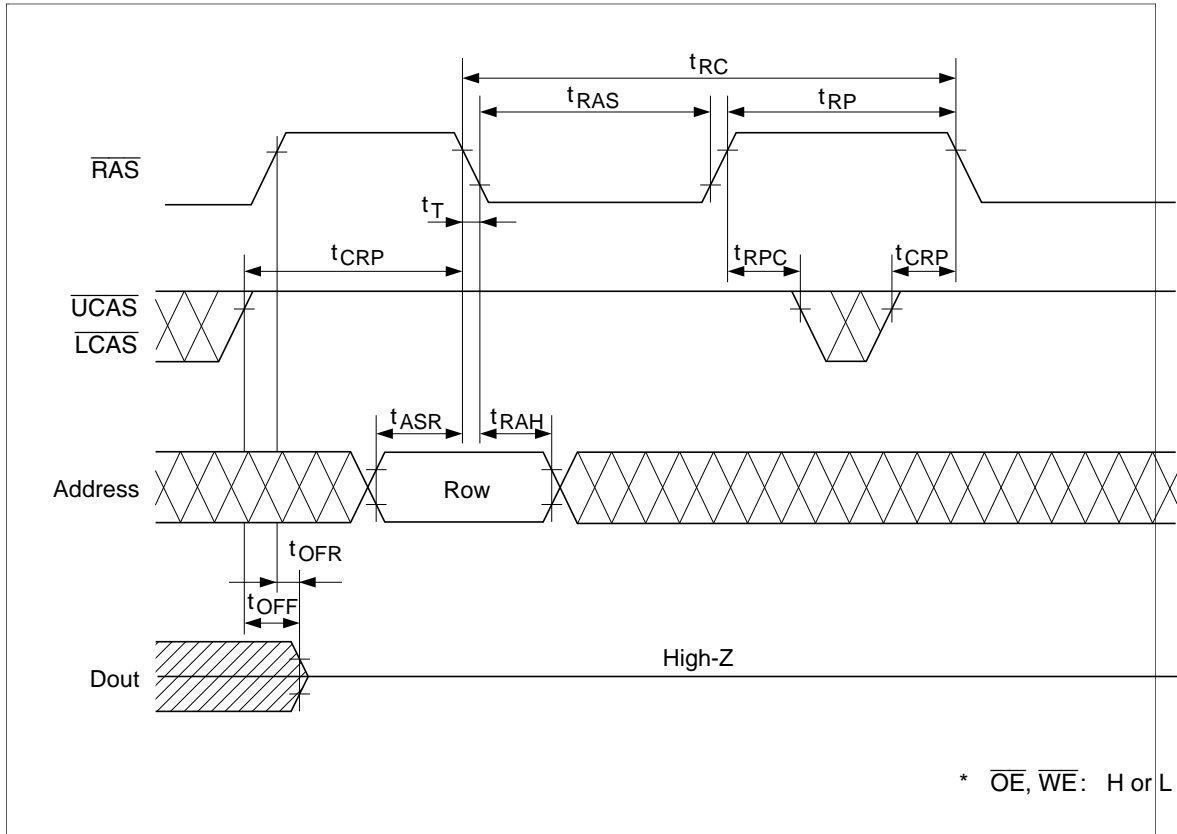 tRC
tRAS tRP
RAS
tT
tCRP tRPC tCRP
UCAS
LCAS
tASR tRAH
Address Row
tOFR
tOFF
High-Z
Dout
* OE, WE: H or L